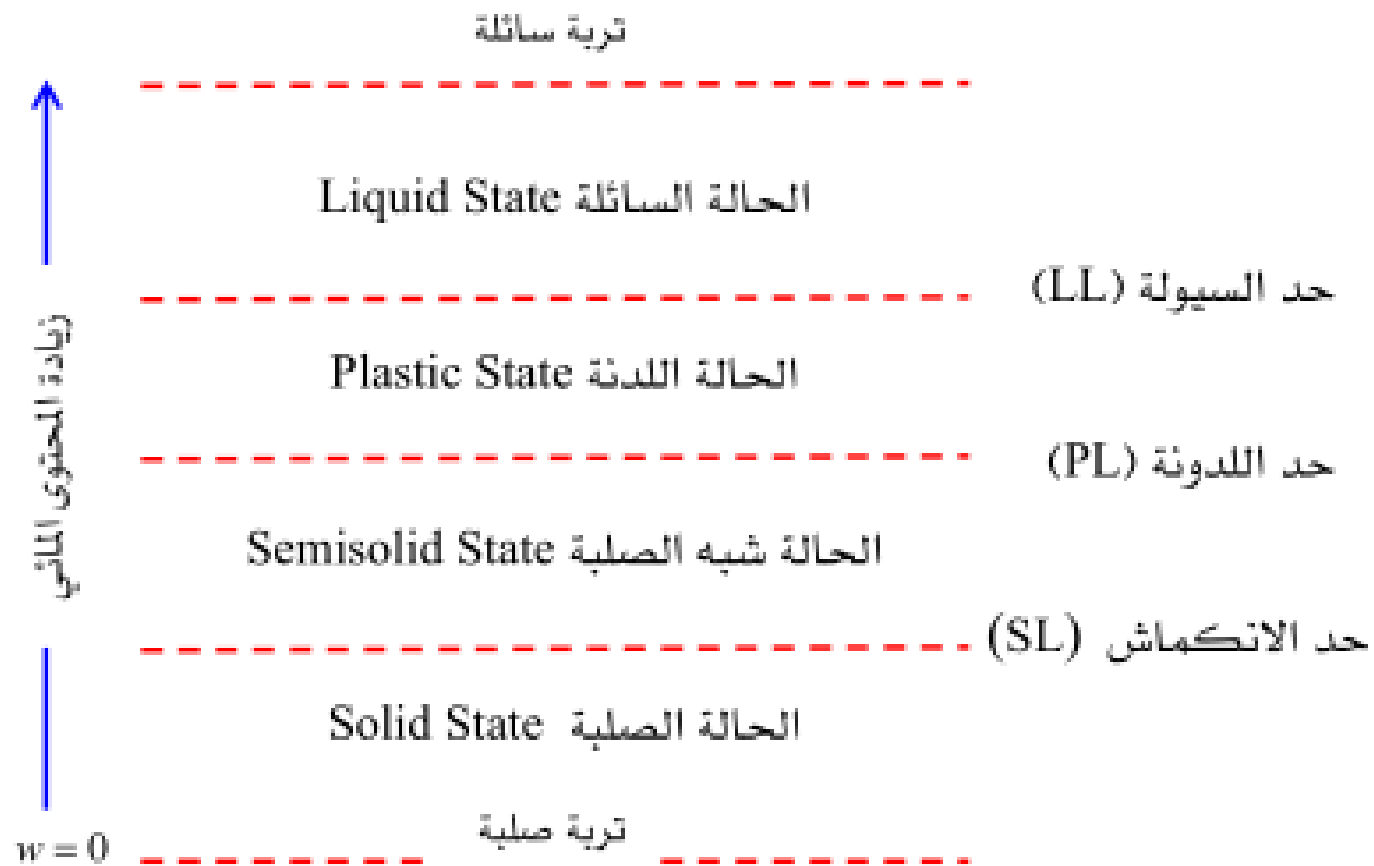 تربة سائلة
الحالة السائلة Liquid State
حد السيولة (LL)
زيادة المحتوى المائي
الحالة اللدنة Plastic State
حد اللدونة (PL)
الحالة شبه الصلبة Semisolid State
حد الانكماش (SL)
الحالة الصلبة Solid State
تربة صلبة
w = 0